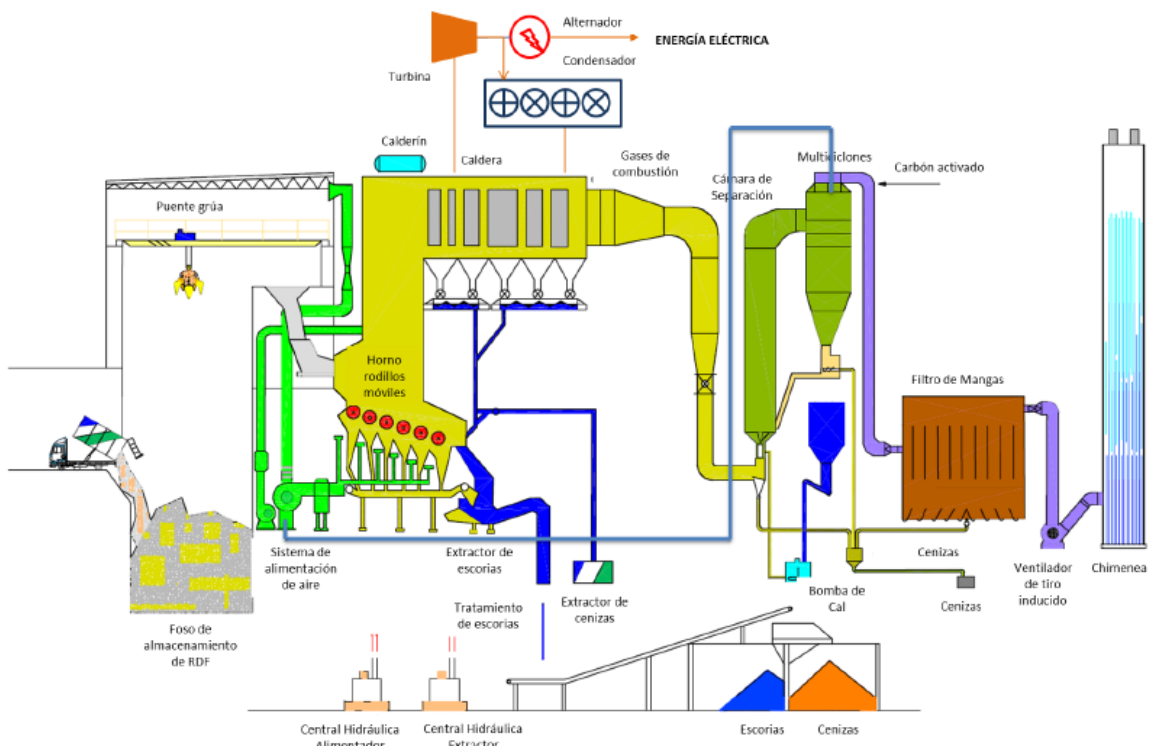 Alternador
ENERGÍA ELÉCTRICA
Condensador
Turbina
Calderín
Caldera
Gases de
combustión
Multiciclones
Carbón activado
Cámara de
Separación
Puente grúa
Horno
rodillos
móviles
Filtro de Mangas
Sistema de
alimentación
de aire
Extractor de
escorias
Cenizas
Ventilador
de tiro
inducido
Chimenea
Bomba de
Cal
Cenizas
Tratamiento
de escorias
Extractor de
cenizas
Foso de
almacenamiento
de RDF
Central Hidráulica
Alimentador
Central Hidráulica
Extractor
Escorias
Cenizas